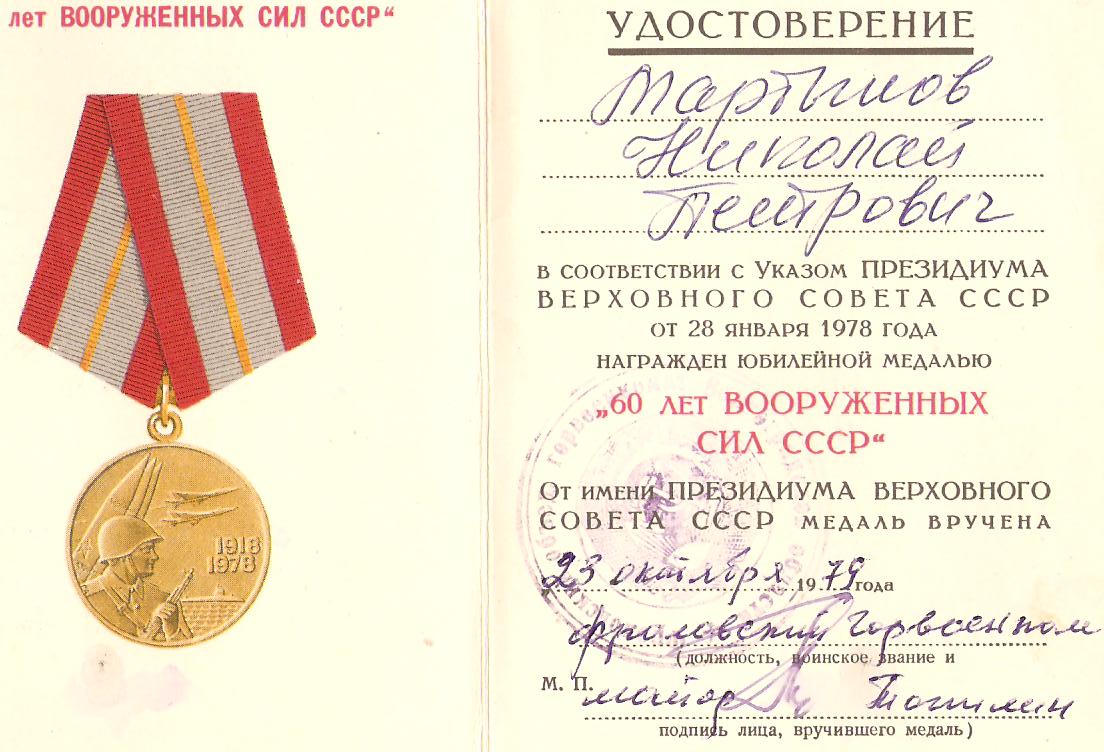 лет ВООРУЖЕННЫХ СИЛ СССР“
1918
1978
УДОСТОВЕРЕНИЕ
Мартынов
Николай
Петрович
в соответствии с Указом ПРЕЗИДИУМА
ВЕРХОВНОГО СОВЕТА СССР
от 28 января 1978 года
награжден юбилейной медалью
„60 лет ВООРУЖЕННЫХ
СИЛ СССР“
От имени ПРЕЗИДИУМА ВЕРХОВНОГО
СОВЕТА СССР медаль вручена
23 октября 1979 года
Фроловский Горвоенком
(должность, воинское звание и
М. П. майор
подпись лица, вручившего медаль)